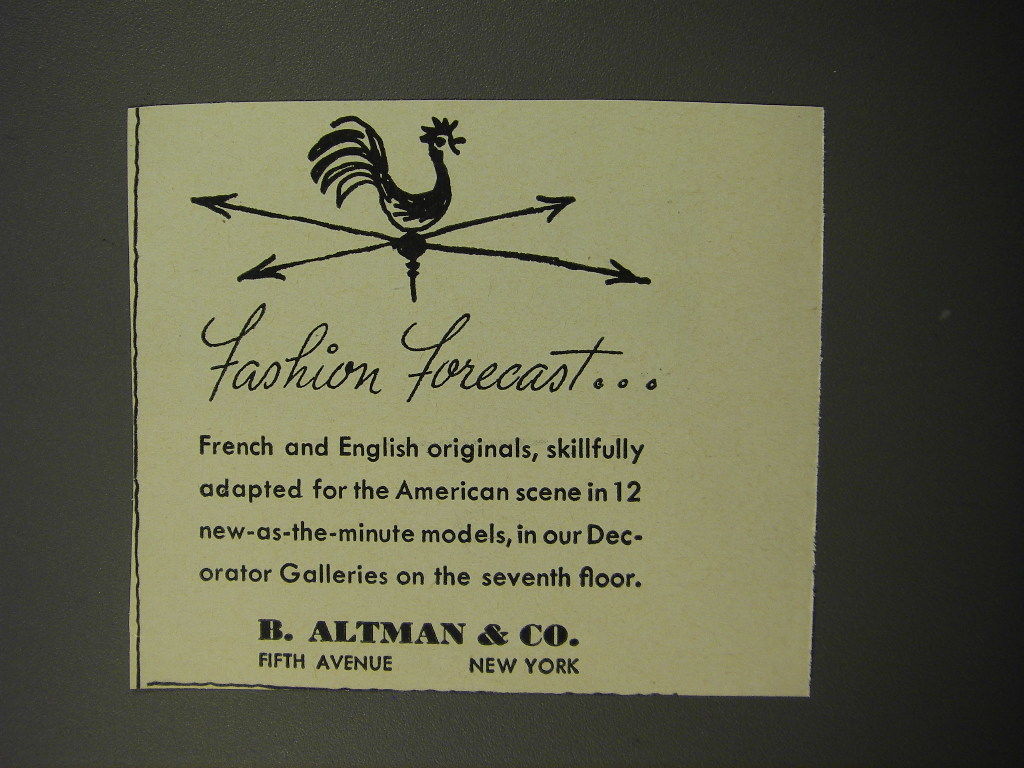 Fashion Forecast...
French and English originals, skillfully
adapted for the American scene in 12
new-as-the-minute models, in our Dec-
orator Galleries on the seventh floor.
B. ALTMAN & CO.
FIFTH AVENUE NEW YORK